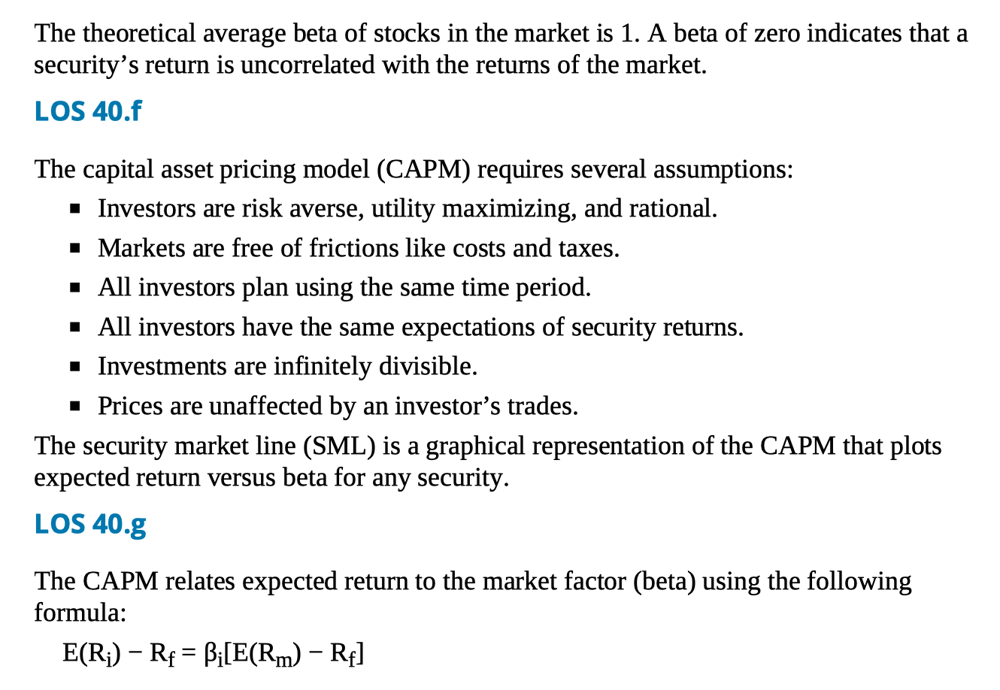 The theoretical average beta of stocks in the market is 1. A beta of zero indicates that a
security’s return is uncorrelated with the returns of the market.
LOS 40.f
The capital asset pricing model (CAPM) requires several assumptions:
▪ Investors are risk averse, utility maximizing, and rational.
▪ Markets are free of frictions like costs and taxes.
▪ All investors plan using the same time period.
▪ All investors have the same expectations of security returns.
▪ Investments are infinitely divisible.
▪ Prices are unaffected by an investor’s trades.
The security market line (SML) is a graphical representation of the CAPM that plots
expected return versus beta for any security.
LOS 40.g
The CAPM relates expected return to the market factor (beta) using the following
formula:
E(Rᵢ) − R_f = βᵢ[E(R_m) − R_f]